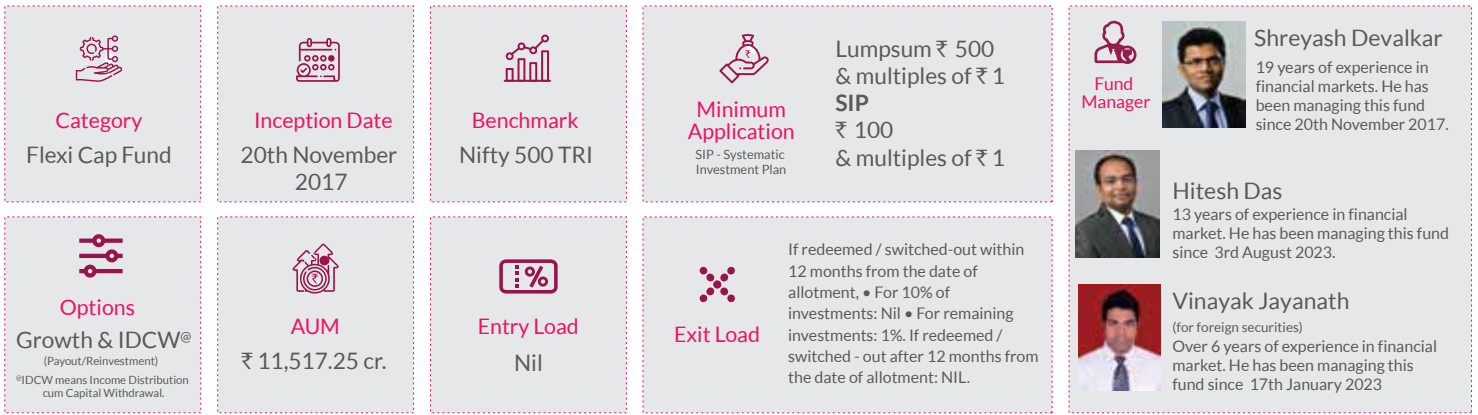 Category
Flexi Cap Fund
Inception Date
20th November
2017
Benchmark
Nifty 500 TRI
Minimum
Application
SIP - Systematic
Investment Plan
Lumpsum ₹ 500
& multiples of ₹ 1
SIP
₹ 100
& multiples of ₹ 1
Options
Growth & IDCW@
(Payout/Reinvestment)
@IDCW means Income Distribution
cum Capital Withdrawal.
AUM
₹ 11,517.25 cr.
Entry Load
Nil
Exit Load
If redeemed / switched-out within
12 months from the date of
allotment, • For 10% of
investments: Nil • For remaining
investments: 1%. If redeemed /
switched - out after 12 months from
the date of allotment: NIL.
Fund
Manager
Shreyash Devalkar
19 years of experience in
financial markets. He has
been managing this fund
since 20th November 2017.
Hitesh Das
13 years of experience in financial
market. He has been managing this fund
since 3rd August 2023.
Vinayak Jayanath
(for foreign securities)
Over 6 years of experience in financial
market. He has been managing this
fund since 17th January 2023